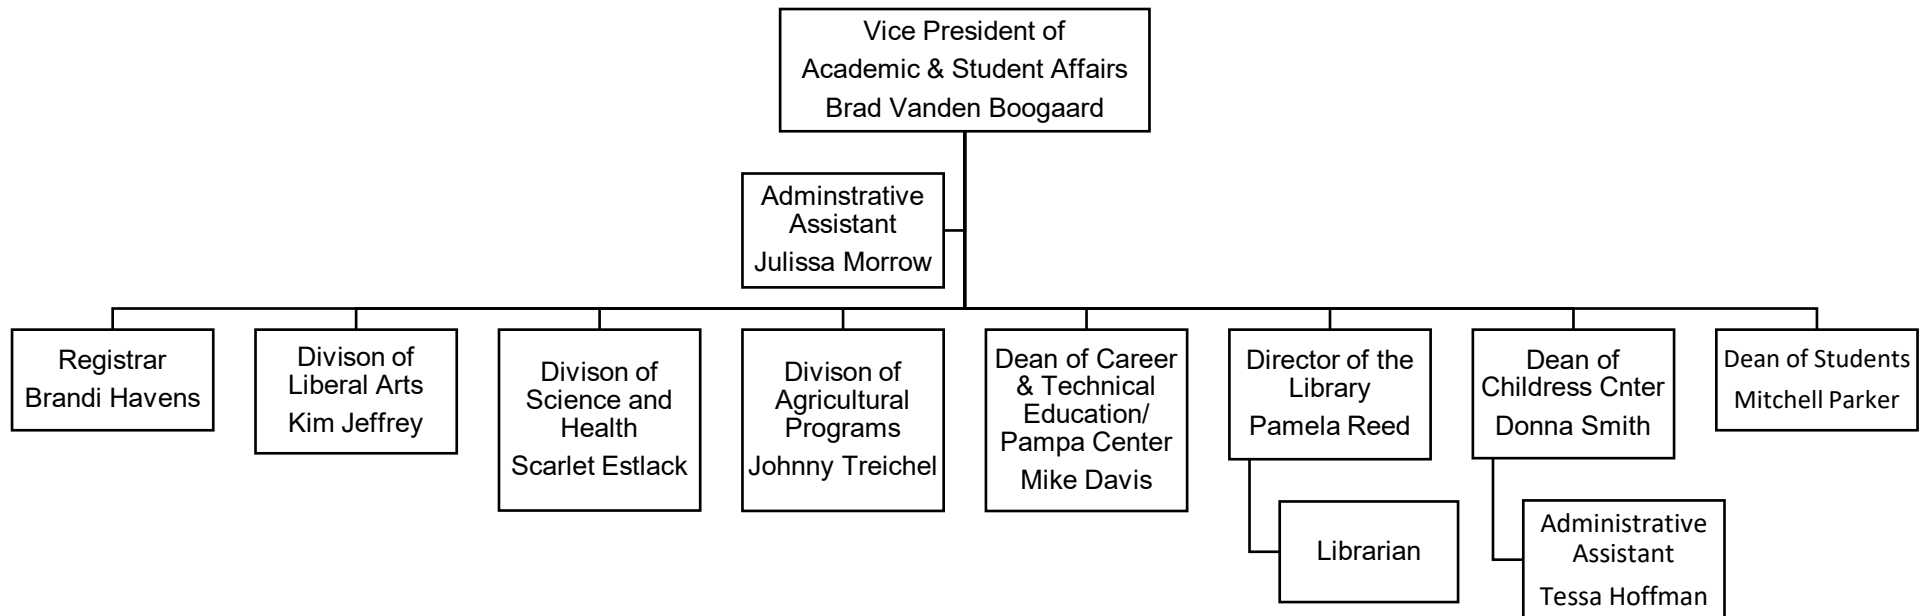 Vice President of
Academic & Student Affairs
Brad Vanden Boogaard
Adminstrative
Assistant
Julissa Morrow
Registrar
Brandi Havens
Divison of
Liberal Arts
Kim Jeffrey
Divison of
Science and
Health
Scarlet Estlack
Divison of
Agricultural
Programs
Johnny Treichel
Dean of Career
& Technical
Education/
Pampa Center
Mike Davis
Director of the
Library
Pamela Reed
Dean of
Childress Cnter
Donna Smith
Dean of Students
Mitchell Parker
Librarian
Administrative
Assistant
Tessa Hoffman